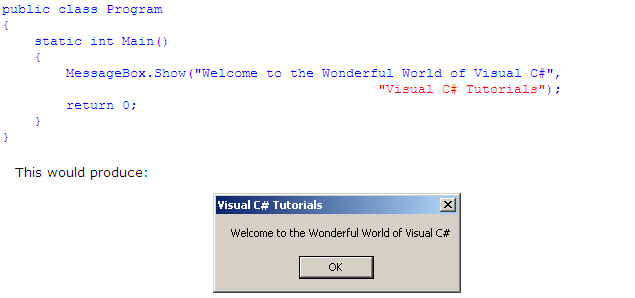 public class Program
{
static int Main()
{
MessageBox.Show("Welcome to the Wonderful World of Visual C#",
"Visual C# Tutorials");
return 0;
}
}
This would produce:
Visual C# Tutorials
Welcome to the Wonderful World of Visual C#
OK